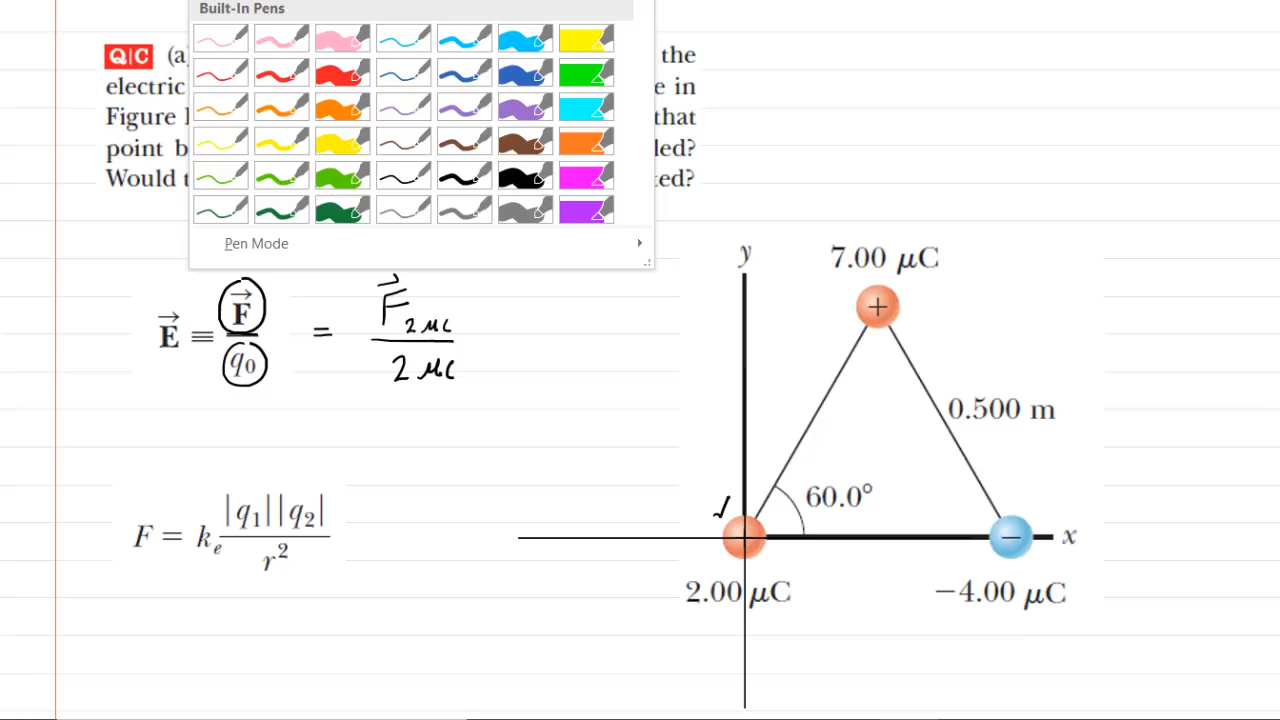 Built-In Pens
Q|C (a) the
electric e in
Figure that
point b led?
Would t ted?
Pen Mode
E⃗ ≡ F⃗ / q₀ = F⃗ 2 μC / 2 μC
F = kₑ |q₁||q₂| / r²
y
7.00 μC
+
0.500 m
60.0°
−
x
2.00 μC
−4.00 μC